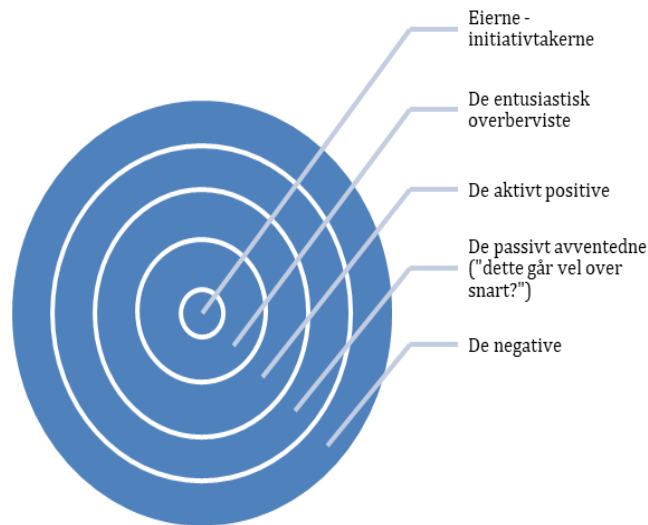 Eierne -
initiativtakerne
De entusiastisk
overberviste
De aktivt positive
De passivt avventedne
("dette går vel over
snart?")
De negative